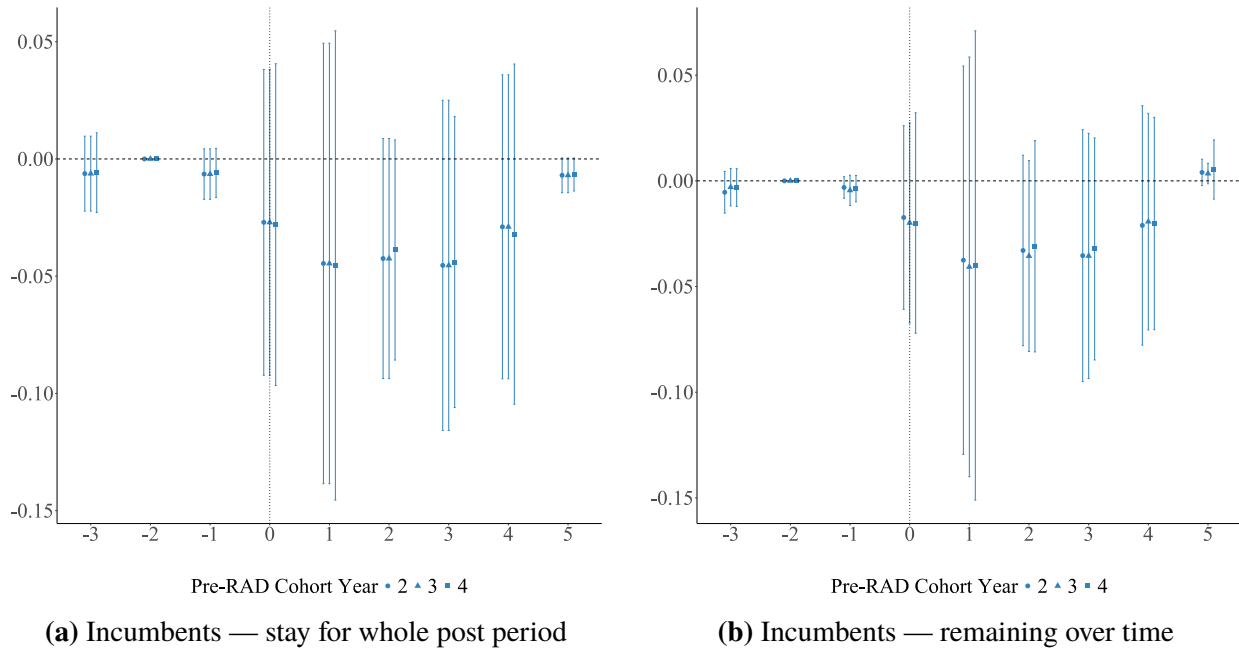 0.05
0.00
-0.05
-0.10
-0.15
-3 -2 -1 0 1 2 3 4 5
Pre-RAD Cohort Year 2 3 4
(a) Incumbents — stay for whole post period
0.05
0.00
-0.05
-0.10
-0.15
-3 -2 -1 0 1 2 3 4 5
Pre-RAD Cohort Year 2 3 4
(b) Incumbents — remaining over time